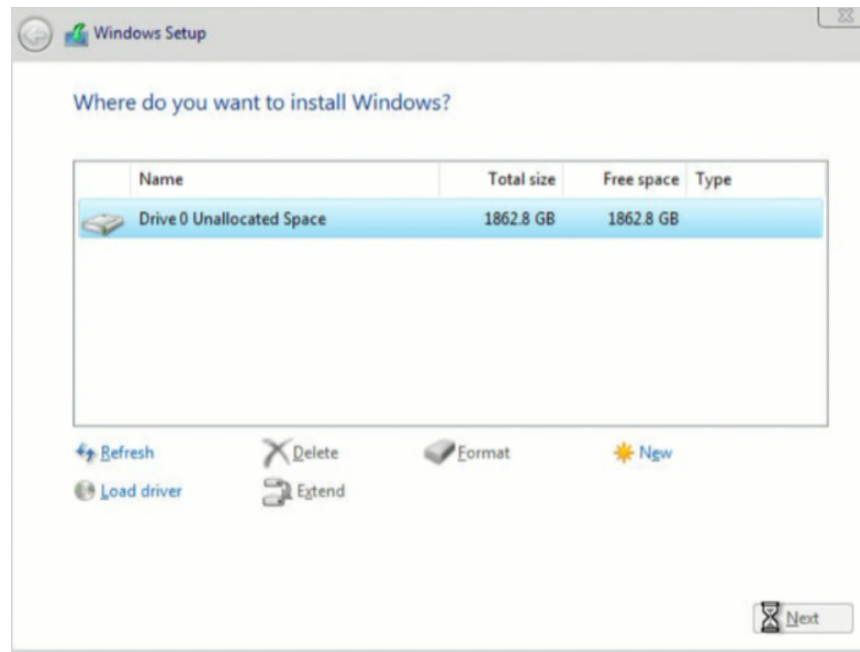 Windows Setup
Where do you want to install Windows?
Name Total size Free space Type
Drive 0 Unallocated Space 1862.8 GB 1862.8 GB
Refresh Delete Format New
Load driver Extend
Next